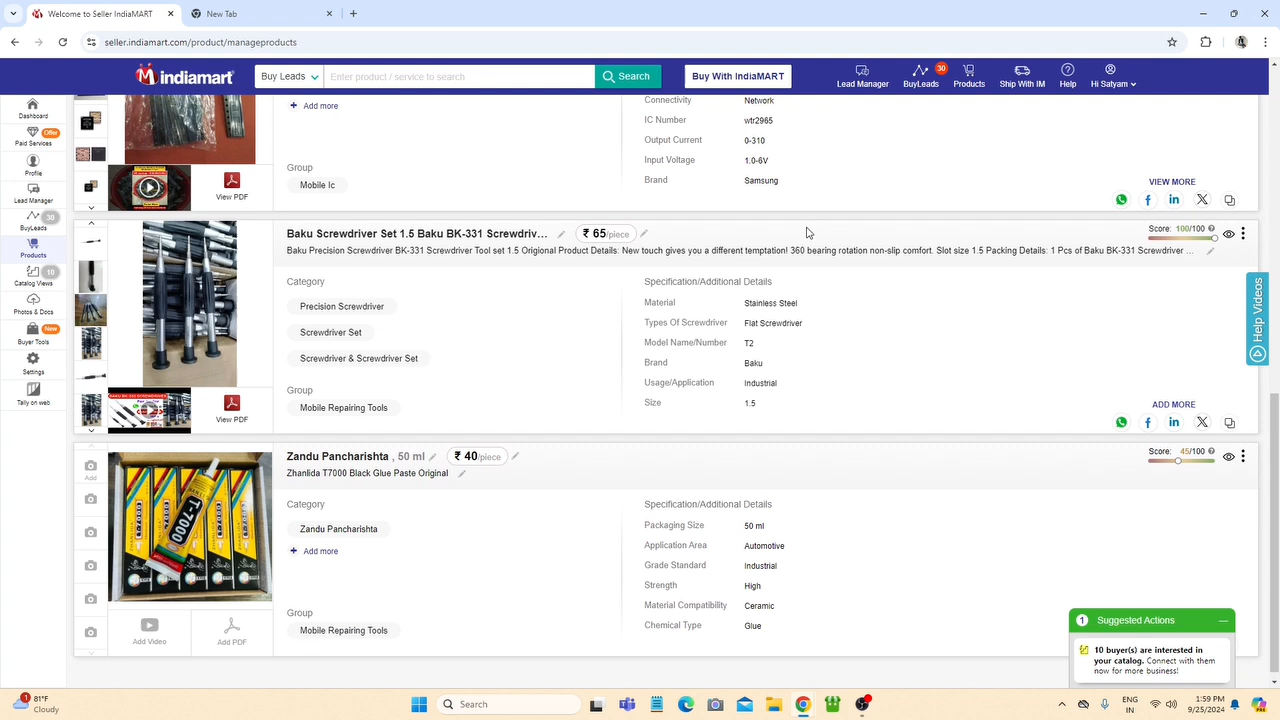 Welcome to Seller IndiaMART
New Tab
seller.indiamart.com/product/manageproducts
indiamart
Buy Leads
Enter product / service to search
Search
Buy With IndiaMART
Lead Manager
30
BuyLeads
Products
Ship With IM
Help
Hi Satyam
Dashboard
Offer
Paid Services
Profile
Lead Manager
30
BuyLeads
Products
10
Catalog Views
Photos & Docs
New
Buyer Tools
Settings
Tally on web
+ Add more
Group
Mobile Ic
View PDF
Connectivity Network
IC Number wtr2965
Output Current 0-310
Input Voltage 1.0-6V
Brand Samsung
VIEW MORE
Baku Screwdriver Set 1.5 Baku BK-331 Screwdriv...
₹ 65/piece
Score: 100/100
Baku Precision Screwdriver BK-331 Screwdriver Tool set 1.5 Origional Product Details: New touch gives you a different temptation! 360 bearing rotation non-slip comfort. Slot size 1.5 Packing Details: 1 Pcs of Baku BK-331 Screwdriver ...
Category
Precision Screwdriver
Screwdriver Set
Screwdriver & Screwdriver Set
Group
Mobile Repairing Tools
BAKU BK-331 SCREWDRIVER
View PDF
Specification/Additional Details
Material Stainless Steel
Types Of Screwdriver Flat Screwdriver
Model Name/Number T2
Brand Baku
Usage/Application Industrial
Size 1.5
ADD MORE
Help Videos
Zandu Pancharishta , 50 ml
₹ 40/piece
Score: 45/100
Zhanlida T7000 Black Glue Paste Original
Add
T-7000
Category
Zandu Pancharishta
+ Add more
Group
Mobile Repairing Tools
Add Video
Add PDF
Specification/Additional Details
Packaging Size 50 ml
Application Area Automotive
Grade Standard Industrial
Strength High
Material Compatibility Ceramic
Chemical Type Glue
1 Suggested Actions
10 buyer(s) are interested in
your catalog. Connect with them
now for more business!
1
81°F
Cloudy
Search
ENG
IN
1:59 PM
9/25/2024